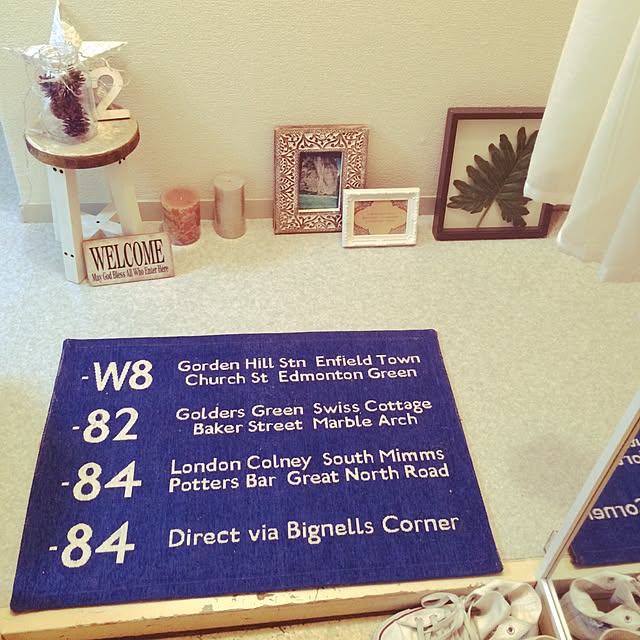 2
WELCOME
May God Bless All Who Enter Here
-W8 Gorden Hill Stn Enfield Town
Church St Edmonton Green
-82 Golders Green Swiss Cottage
Baker Street Marble Arch
-84 London Colney South Mimms
Potters Bar Great North Road
-84 Direct via Bignells Corner